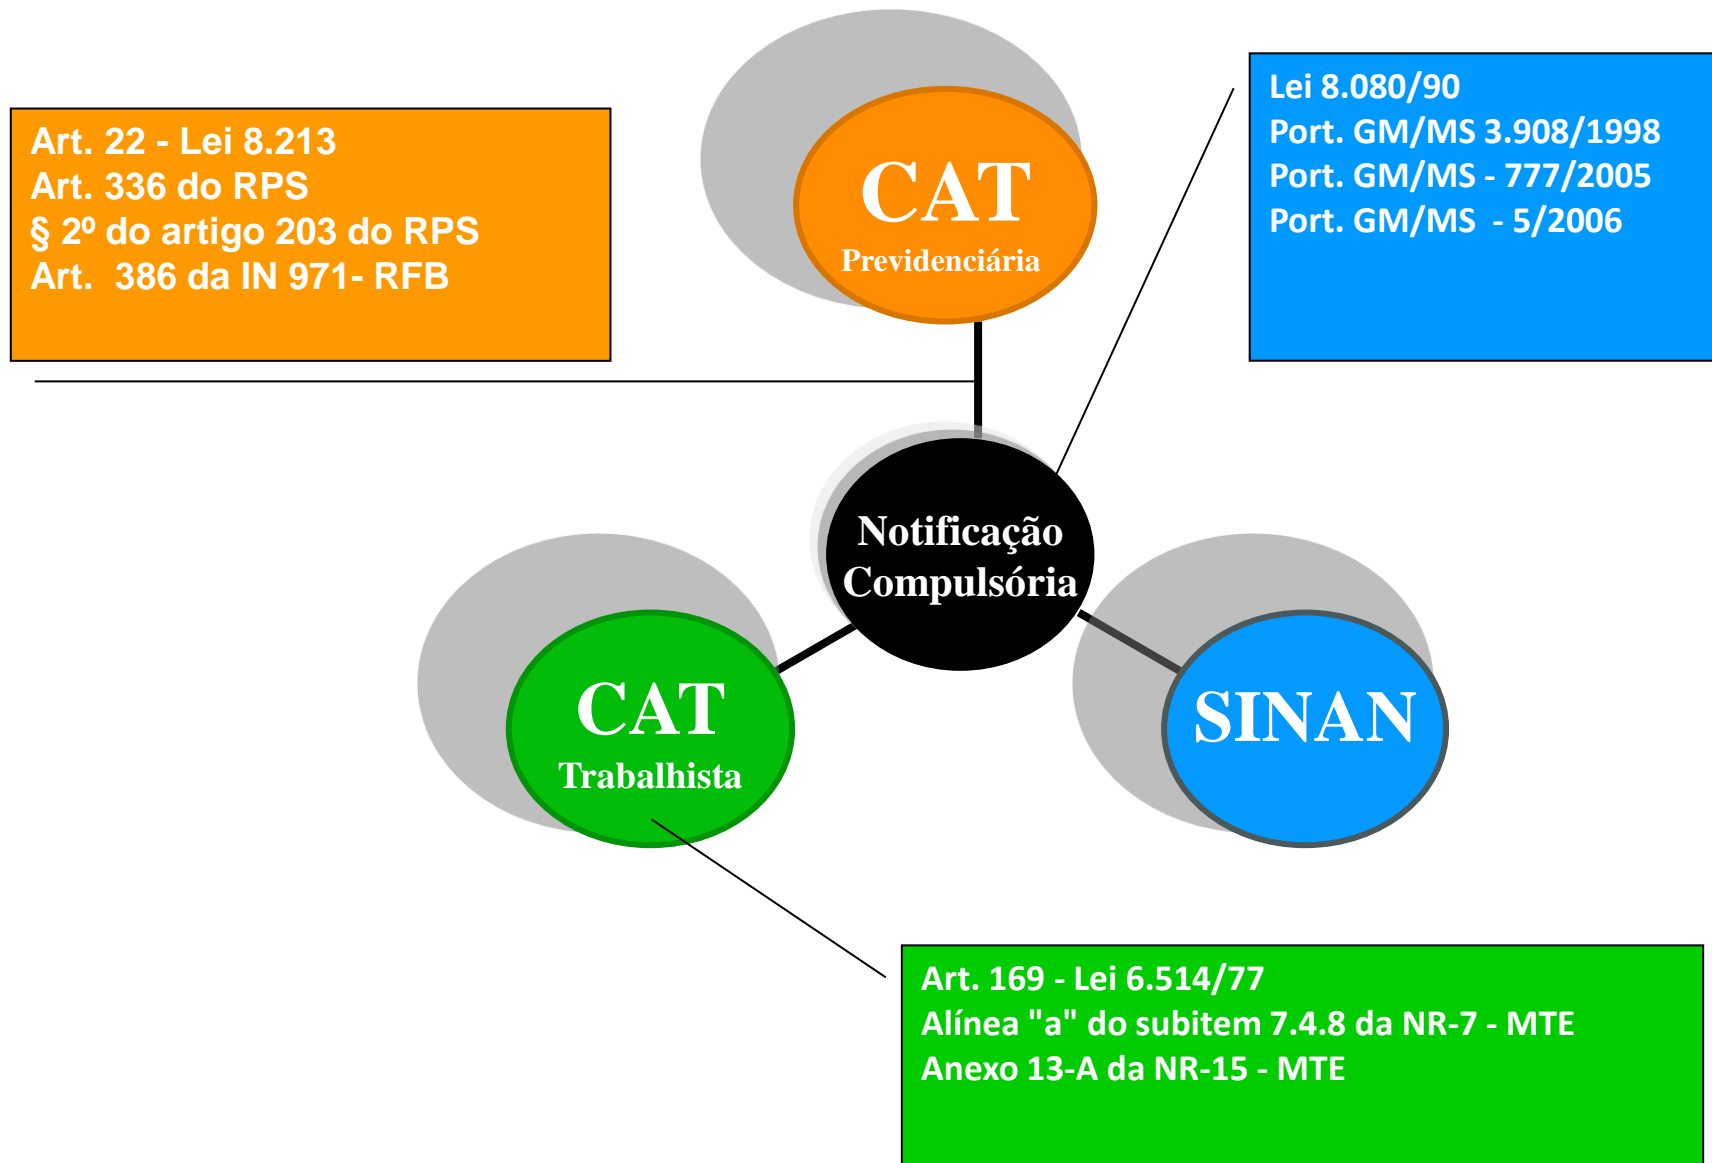 Art. 22 - Lei 8.213
Art. 336 do RPS
§ 2º do artigo 203 do RPS
Art.  386 da IN 971- RFB
CAT
Previdenciária
Lei 8.080/90
Port. GM/MS 3.908/1998
Port. GM/MS - 777/2005
Port. GM/MS  - 5/2006
Notificação
Compulsória
CAT
Trabalhista
SINAN
Art. 169 - Lei 6.514/77
Alínea "a" do subitem 7.4.8 da NR-7 - MTE
Anexo 13-A da NR-15 - MTE